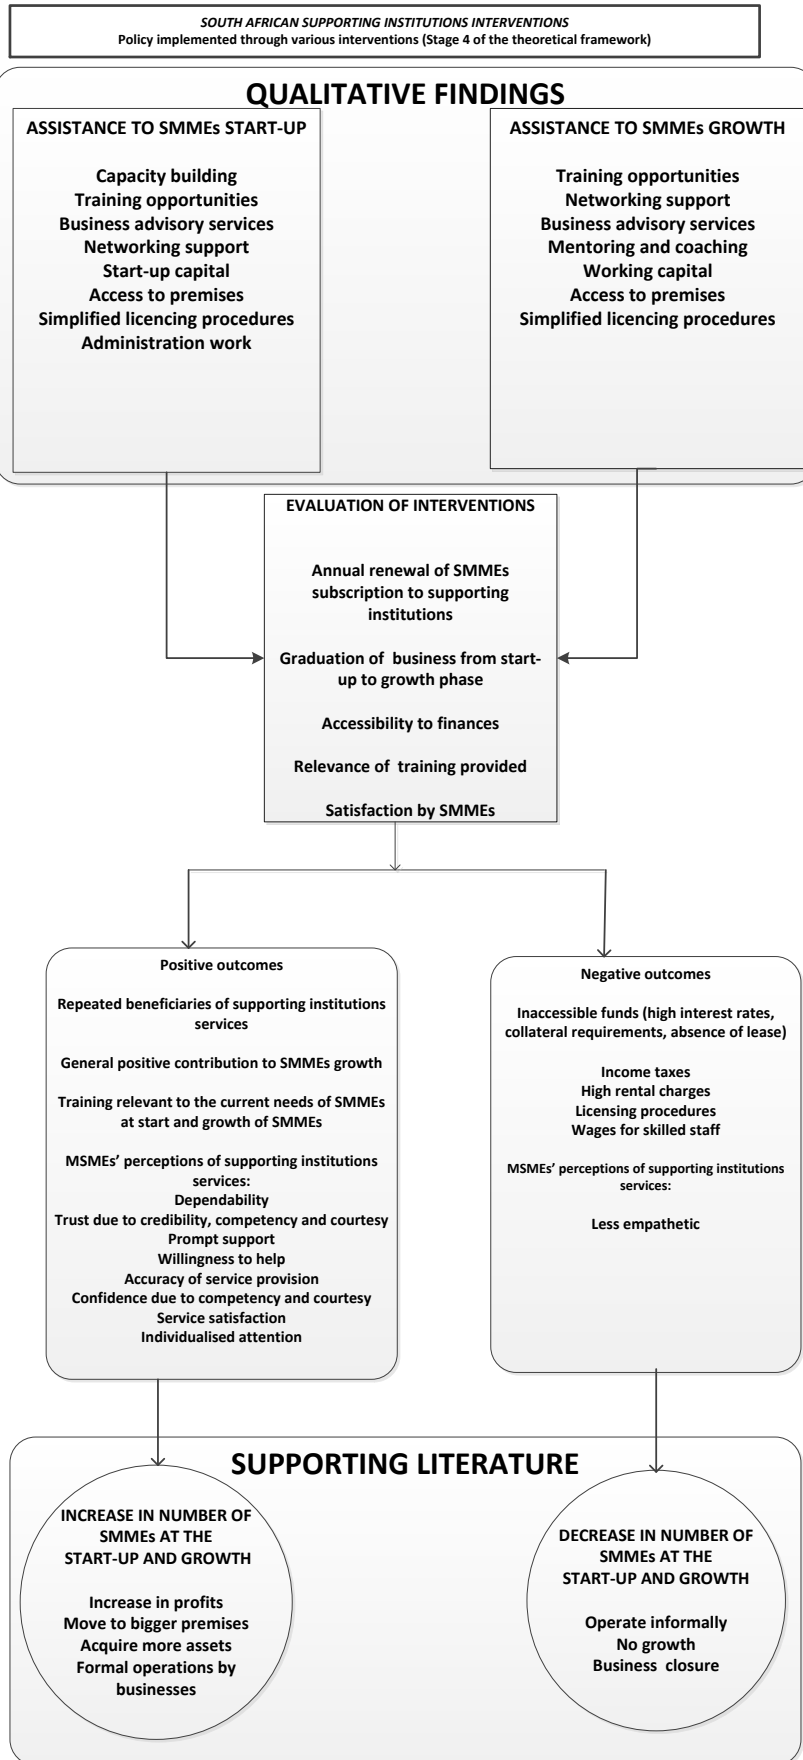 SOUTH AFRICAN SUPPORTING INSTITUTIONS INTERVENTIONS
Policy implemented through various interventions (Stage 4 of the theoretical framework)
QUALITATIVE FINDINGS
ASSISTANCE TO SMMEs START-UP
Capacity building
Training opportunities
Business advisory services
Networking support
Start-up capital
Access to premises
Simplified licencing procedures
Administration work
ASSISTANCE TO SMMEs GROWTH
Training opportunities
Networking support
Business advisory services
Mentoring and coaching
Working capital
Access to premises
Simplified licencing procedures
EVALUATION OF INTERVENTIONS
Annual renewal of SMMEs
subscription to supporting
institutions
Graduation of business from start-
up to growth phase
Accessibility to finances
Relevance of training provided
Satisfaction by SMMEs
Positive outcomes
Repeated beneficiaries of supporting institutions
services
General positive contribution to SMMEs growth
Training relevant to the current needs of SMMEs
at start and growth of SMMEs
MSMEs’ perceptions of supporting institutions
services:
Dependability
Trust due to credibility, competency and courtesy
Prompt support
Willingness to help
Accuracy of service provision
Confidence due to competency and courtesy
Service satisfaction
Individualised attention
Negative outcomes
Inaccessible funds (high interest rates,
collateral requirements, absence of lease)
Income taxes
High rental charges
Licensing procedures
Wages for skilled staff
MSMEs’ perceptions of supporting institutions
services:
Less empathetic
SUPPORTING LITERATURE
INCREASE IN NUMBER OF
SMMEs AT THE
START-UP AND GROWTH
Increase in profits
Move to bigger premises
Acquire more assets
Formal operations by
businesses
DECREASE IN NUMBER OF
SMMEs AT THE
START-UP AND GROWTH
Operate informally
No growth
Business closure